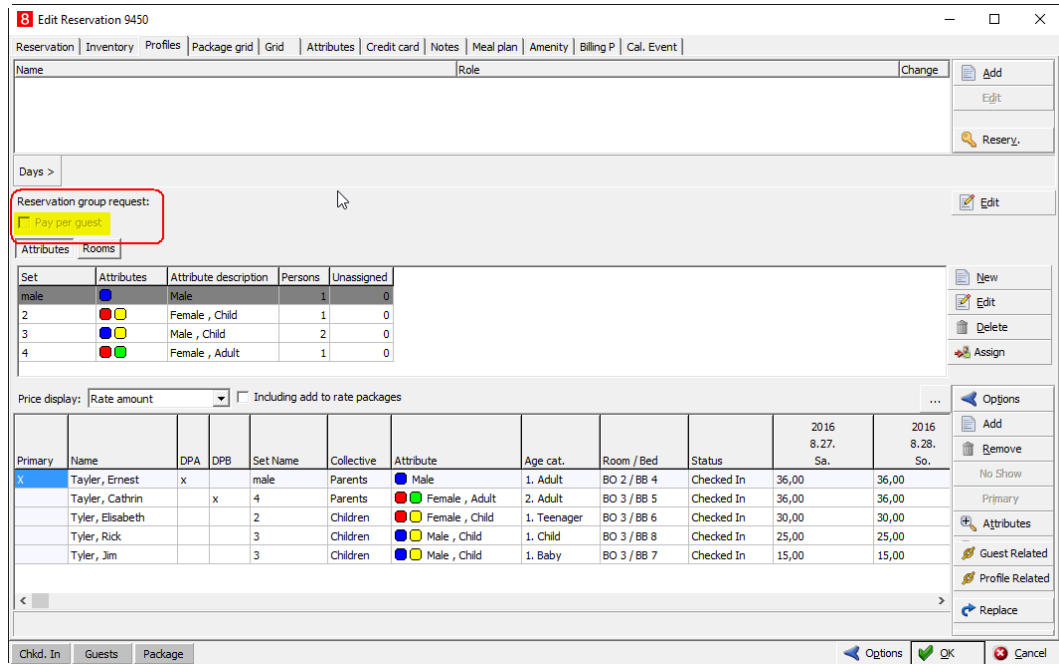 8 Edit Reservation 9450
Reservation Inventory Profiles Package grid Grid Attributes Credit card Notes Meal plan Amenity Billing P Cal. Event
Name Role Change
Add
Edit
Reserv.
Days >
Reservation group request:
Edit
Pay per guest
Attributes Rooms
Set Attributes Attribute description Persons Unassigned
New
male Male 1 0
Edit
2 Female , Child 1 0
3 Male , Child 2 0
Delete
4 Female , Adult 1 0
Assign
Price display: Rate amount Including add to rate packages ...
Options
2016 2016
Add
8.27. 8.28.
Remove
Primary Name DPA DPB Set Name Collective Attribute Age cat. Room / Bed Status Sa. So.
X Tayler, Ernest x male Parents Male 1. Adult BO 2 / BB 4 Checked In 36,00 36,00
No Show
Tayler, Cathrin x 4 Parents Female , Adult 2. Adult BO 3 / BB 5 Checked In 36,00 36,00
Primary
Tyler, Elisabeth 2 Children Female , Child 1. Teenager BO 3 / BB 6 Checked In 30,00 30,00
Attributes
Tyler, Rick 3 Children Male , Child 1. Child BO 3 / BB 8 Checked In 25,00 25,00
Tyler, Jim 3 Children Male , Child 1. Baby BO 3 / BB 7 Checked In 15,00 15,00
Guest Related
Profile Related
Replace
Chkd. In Guests Package Options OK Cancel